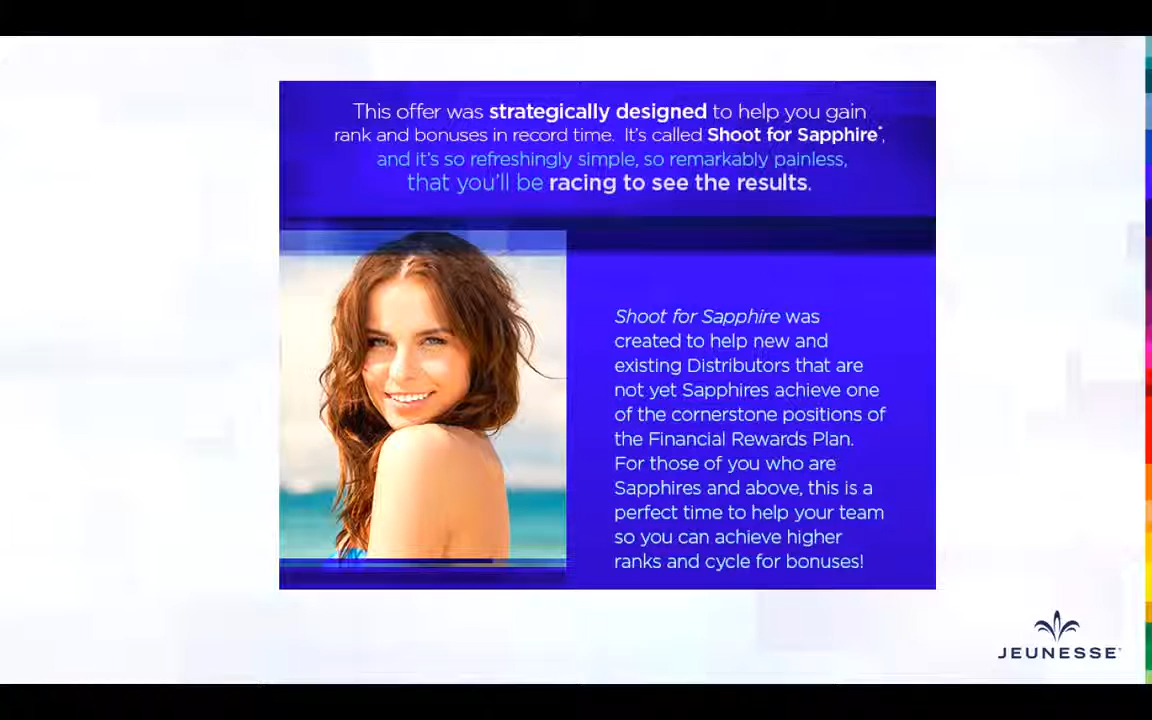 This offer was strategically designed to help you gain
rank and bonuses in record time. It's called Shoot for Sapphire*,
and it's so refreshingly simple, so remarkably painless,
that you'll be racing to see the results.
Shoot for Sapphire was
created to help new and
existing Distributors that are
not yet Sapphires achieve one
of the cornerstone positions of
the Financial Rewards Plan.
For those of you who are
Sapphires and above, this is a
perfect time to help your team
so you can achieve higher
ranks and cycle for bonuses!
JEUNESSE